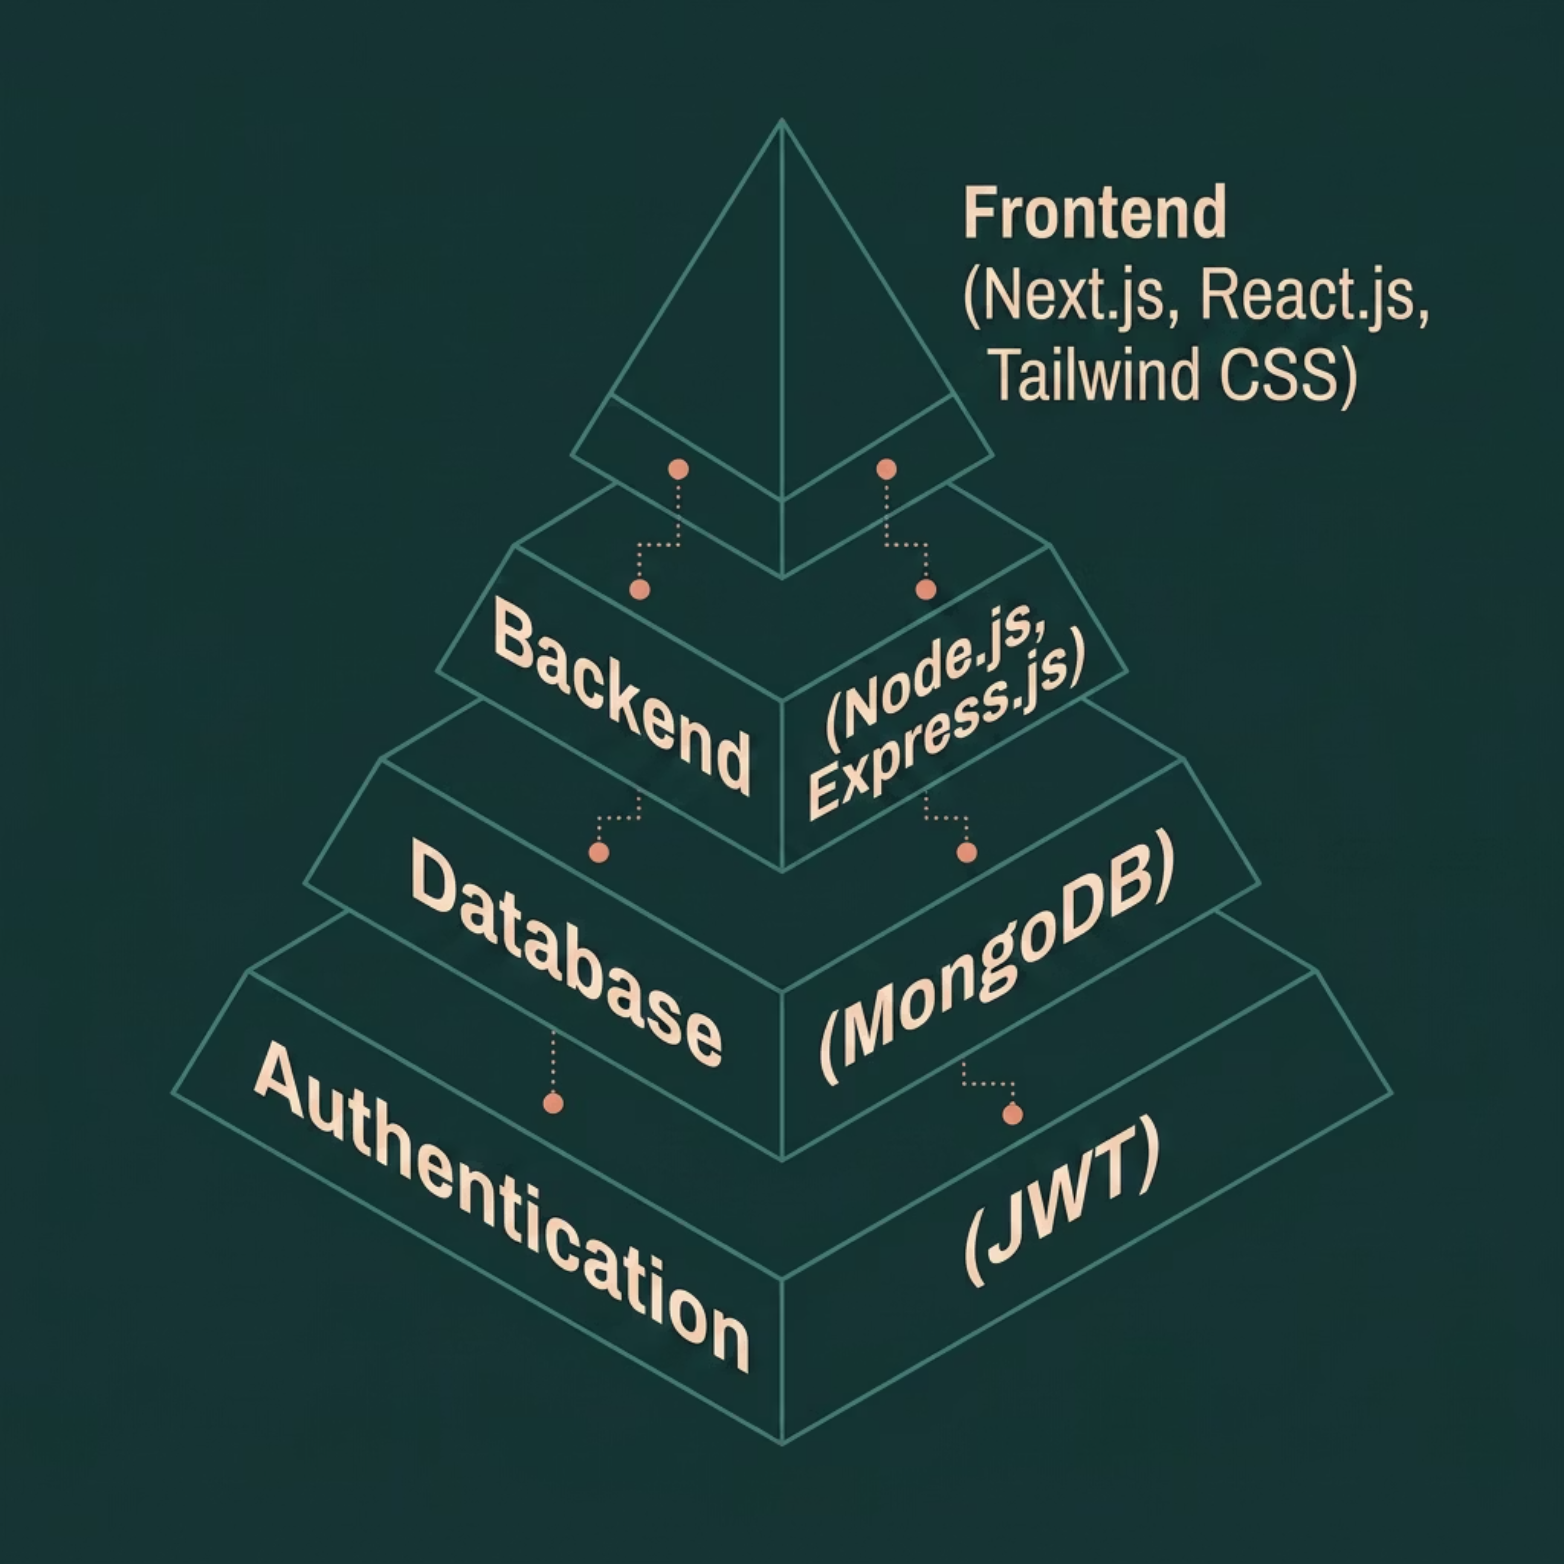 Frontend
(Next.js, React.js,
Tailwind CSS)
Backend
(Node.js,
Express.js)
Database
(MongoDB)
Authentication
(JWT)